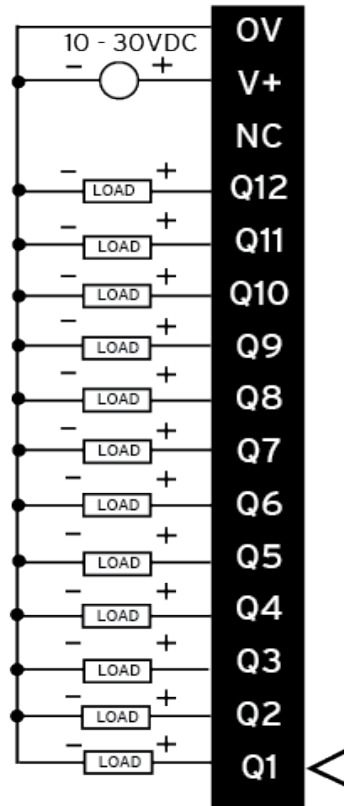 0V
10 - 30VDC
- + V+
NC
- LOAD + Q12
- LOAD + Q11
- LOAD + Q10
- LOAD + Q9
- LOAD + Q8
- LOAD + Q7
- LOAD + Q6
- LOAD + Q5
- LOAD + Q4
- LOAD + Q3
- LOAD + Q2
- LOAD + Q1